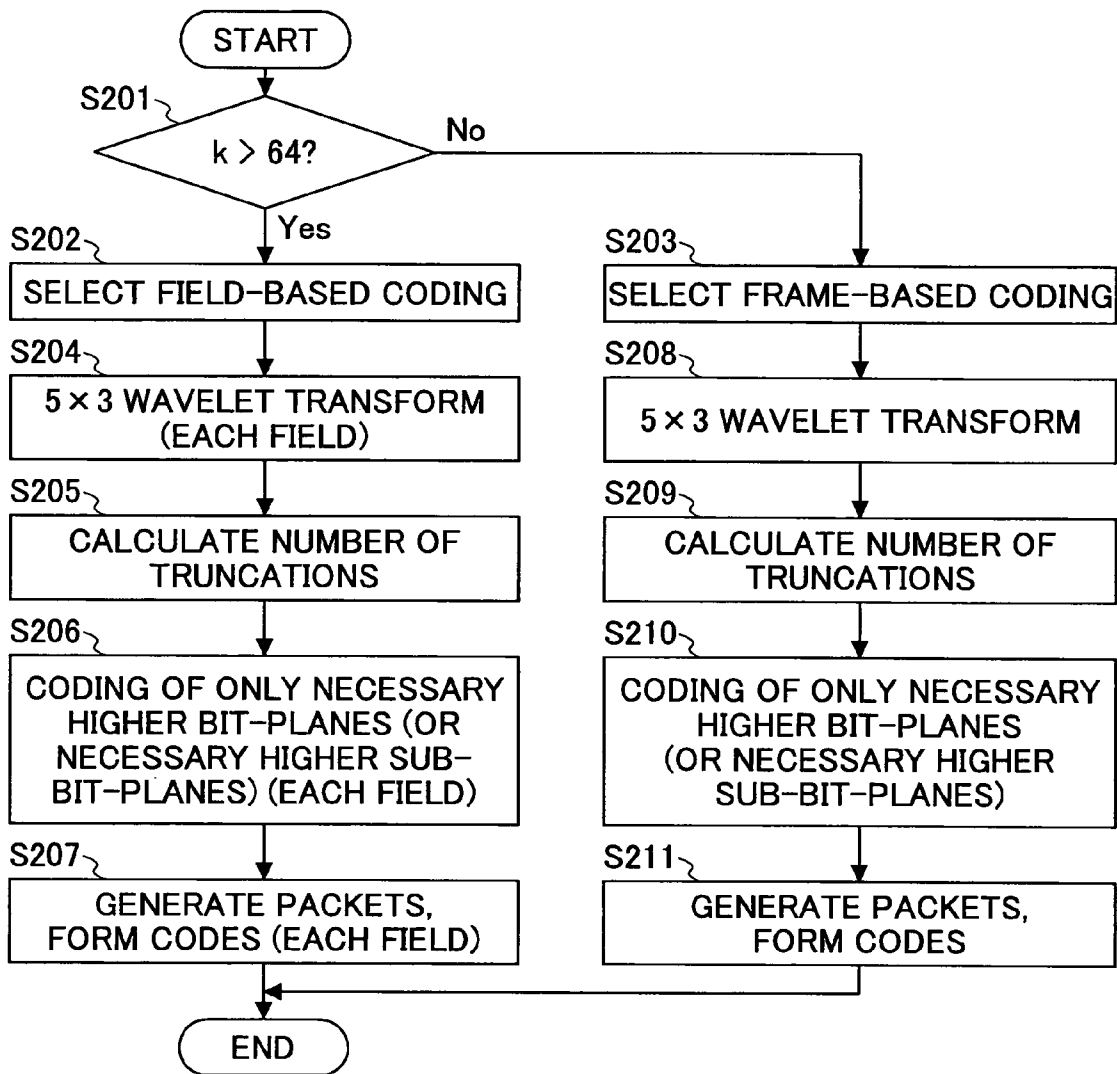 START
S201
k > 64?
No
Yes
S202
SELECT FIELD-BASED CODING
S204
5 × 3 WAVELET TRANSFORM
(EACH FIELD)
S205
CALCULATE NUMBER OF
TRUNCATIONS
S206
CODING OF ONLY NECESSARY
HIGHER BIT-PLANES (OR
NECESSARY HIGHER SUB-
BIT-PLANES) (EACH FIELD)
S207
GENERATE PACKETS,
FORM CODES (EACH FIELD)
S203
SELECT FRAME-BASED CODING
S208
5 × 3 WAVELET TRANSFORM
S209
CALCULATE NUMBER OF
TRUNCATIONS
S210
CODING OF ONLY NECESSARY
HIGHER BIT-PLANES
(OR NECESSARY HIGHER
SUB-BIT-PLANES)
S211
GENERATE PACKETS,
FORM CODES
END